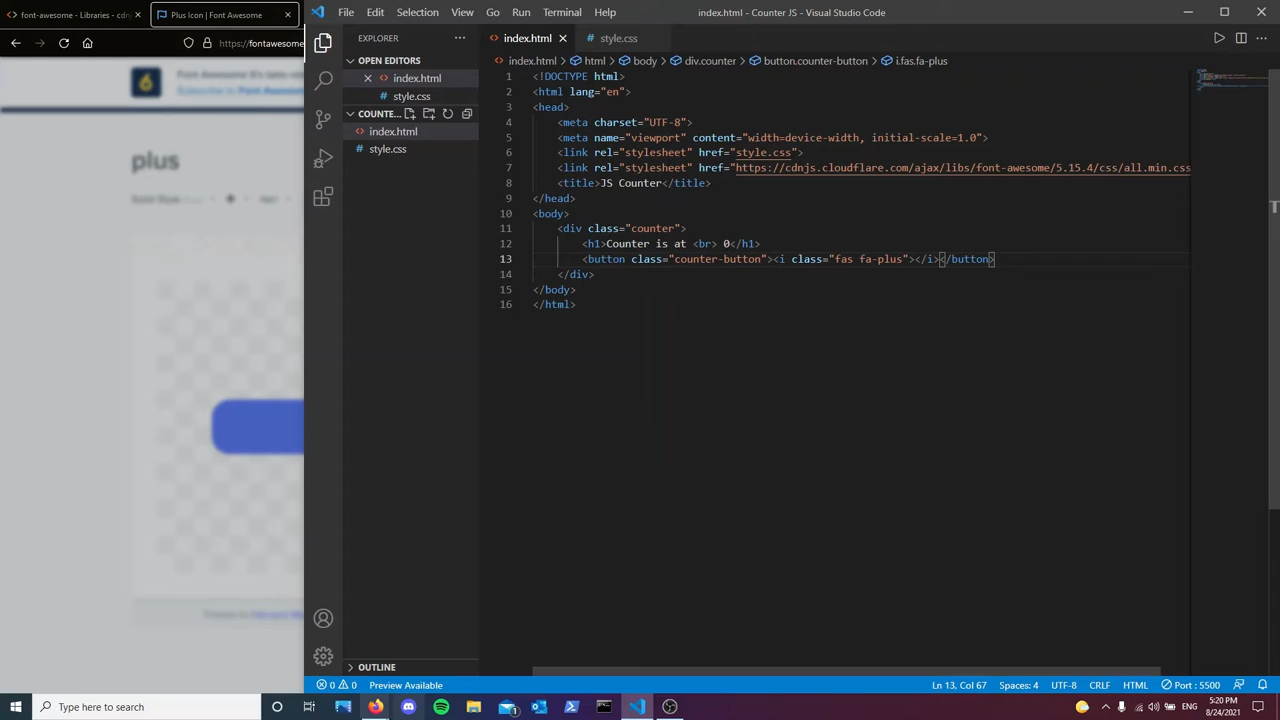 font-awesome - Libraries - cdnj
Plus Icon | Font Awesome
File Edit Selection View Go Run Terminal Help
index.html - Counter JS - Visual Studio Code
https://fontawesome
EXPLORER
index.html
style.css
OPEN EDITORS
index.html > html > body > div.counter > button.counter-button > i.fas.fa-plus
index.html
style.css
COUNTE...
index.html
style.css
Font Awesome 6's
Subscribe to Font Awesome
plus
1 <!DOCTYPE html>
2 <html lang="en">
3 <head>
4 <meta charset="UTF-8">
5 <meta name="viewport" content="width=device-width, initial-scale=1.0">
6 <link rel="stylesheet" href="style.css">
7 <link rel="stylesheet" href="https://cdnjs.cloudflare.com/ajax/libs/font-awesome/5.15.4/css/all.min.css
8 <title>JS Counter</title>
9 </head>
10 <body>
11 <div class="counter">
12 <h1>Counter is at <br> 0</h1>
13 <button class="counter-button"><i class="fas fa-plus"></i></button>
14 </div>
15 </body>
16 </html>
OUTLINE
0 0 Preview Available
Ln 13, Col 67 Spaces: 4 UTF-8 CRLF HTML Port : 5500
Type here to search
5:20 PM
8/24/2021